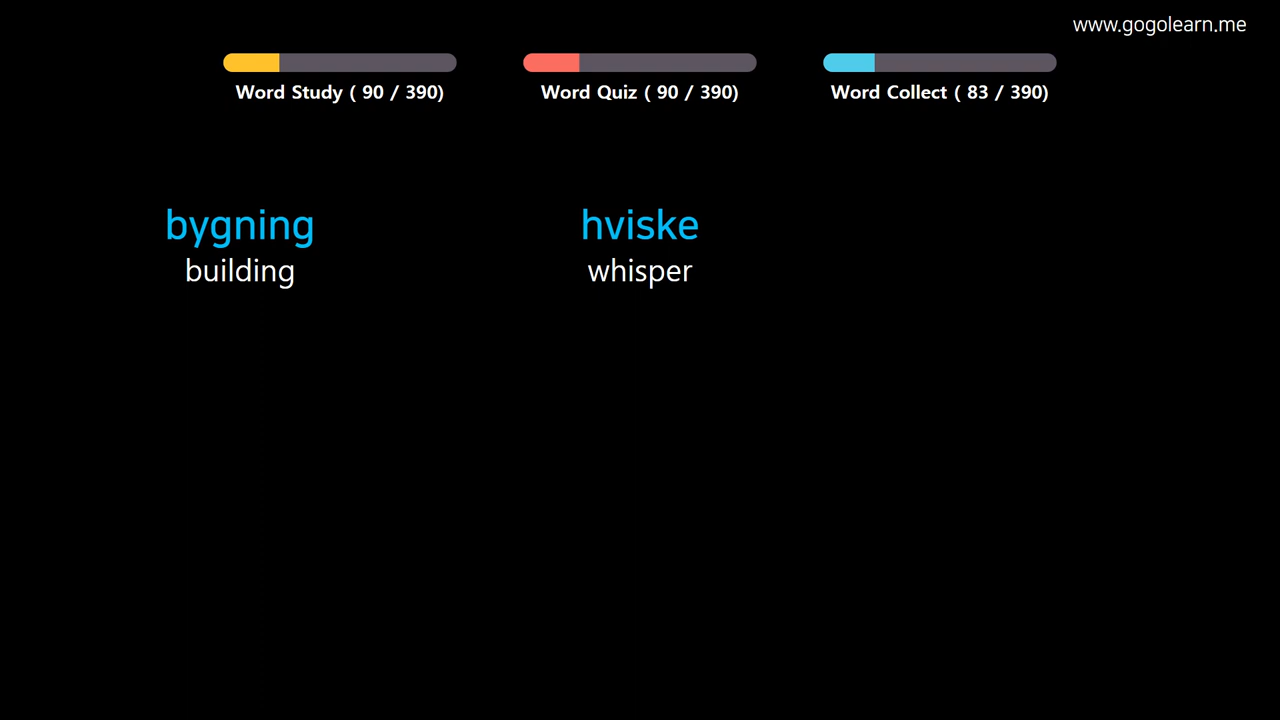 www.gogolearn.me
Word Study ( 90 / 390)
Word Quiz ( 90 / 390)
Word Collect ( 83 / 390)
bygning
building
hviske
whisper